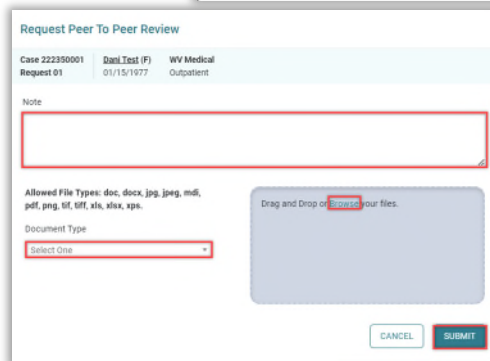 Request Peer To Peer Review
Case 222350001 Dani Test (F) WV Medical
Request 01 01/15/1977 Outpatient
Note
Allowed File Types: doc, docx, jpg, jpeg, mdi,
pdf, png, tif, tiff, xls, xlsx, xps.
Drag and Drop or Browse your files.
Document Type
Select One
CANCEL SUBMIT